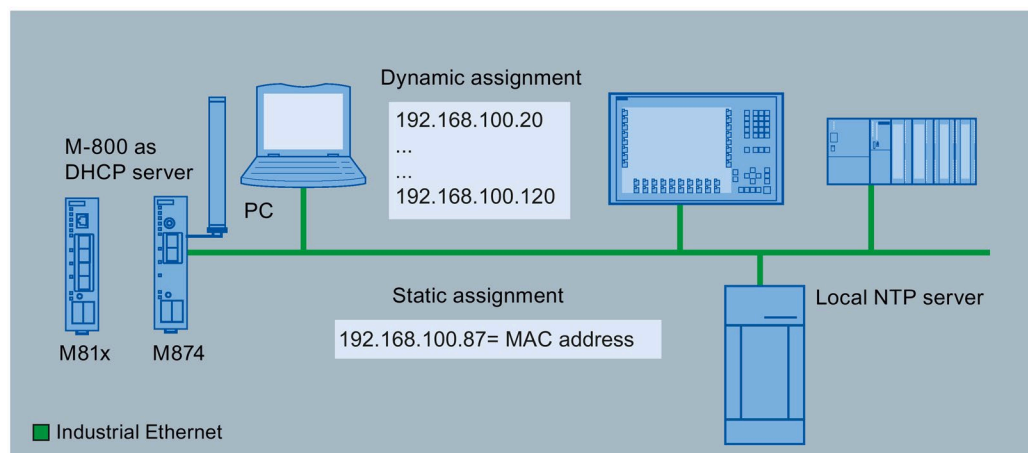 Dynamic assignment
192.168.100.20
...
...
192.168.100.120
M-800 as
DHCP server
PC
M81x
M874
Static assignment
192.168.100.87= MAC address
Local NTP server
Industrial Ethernet